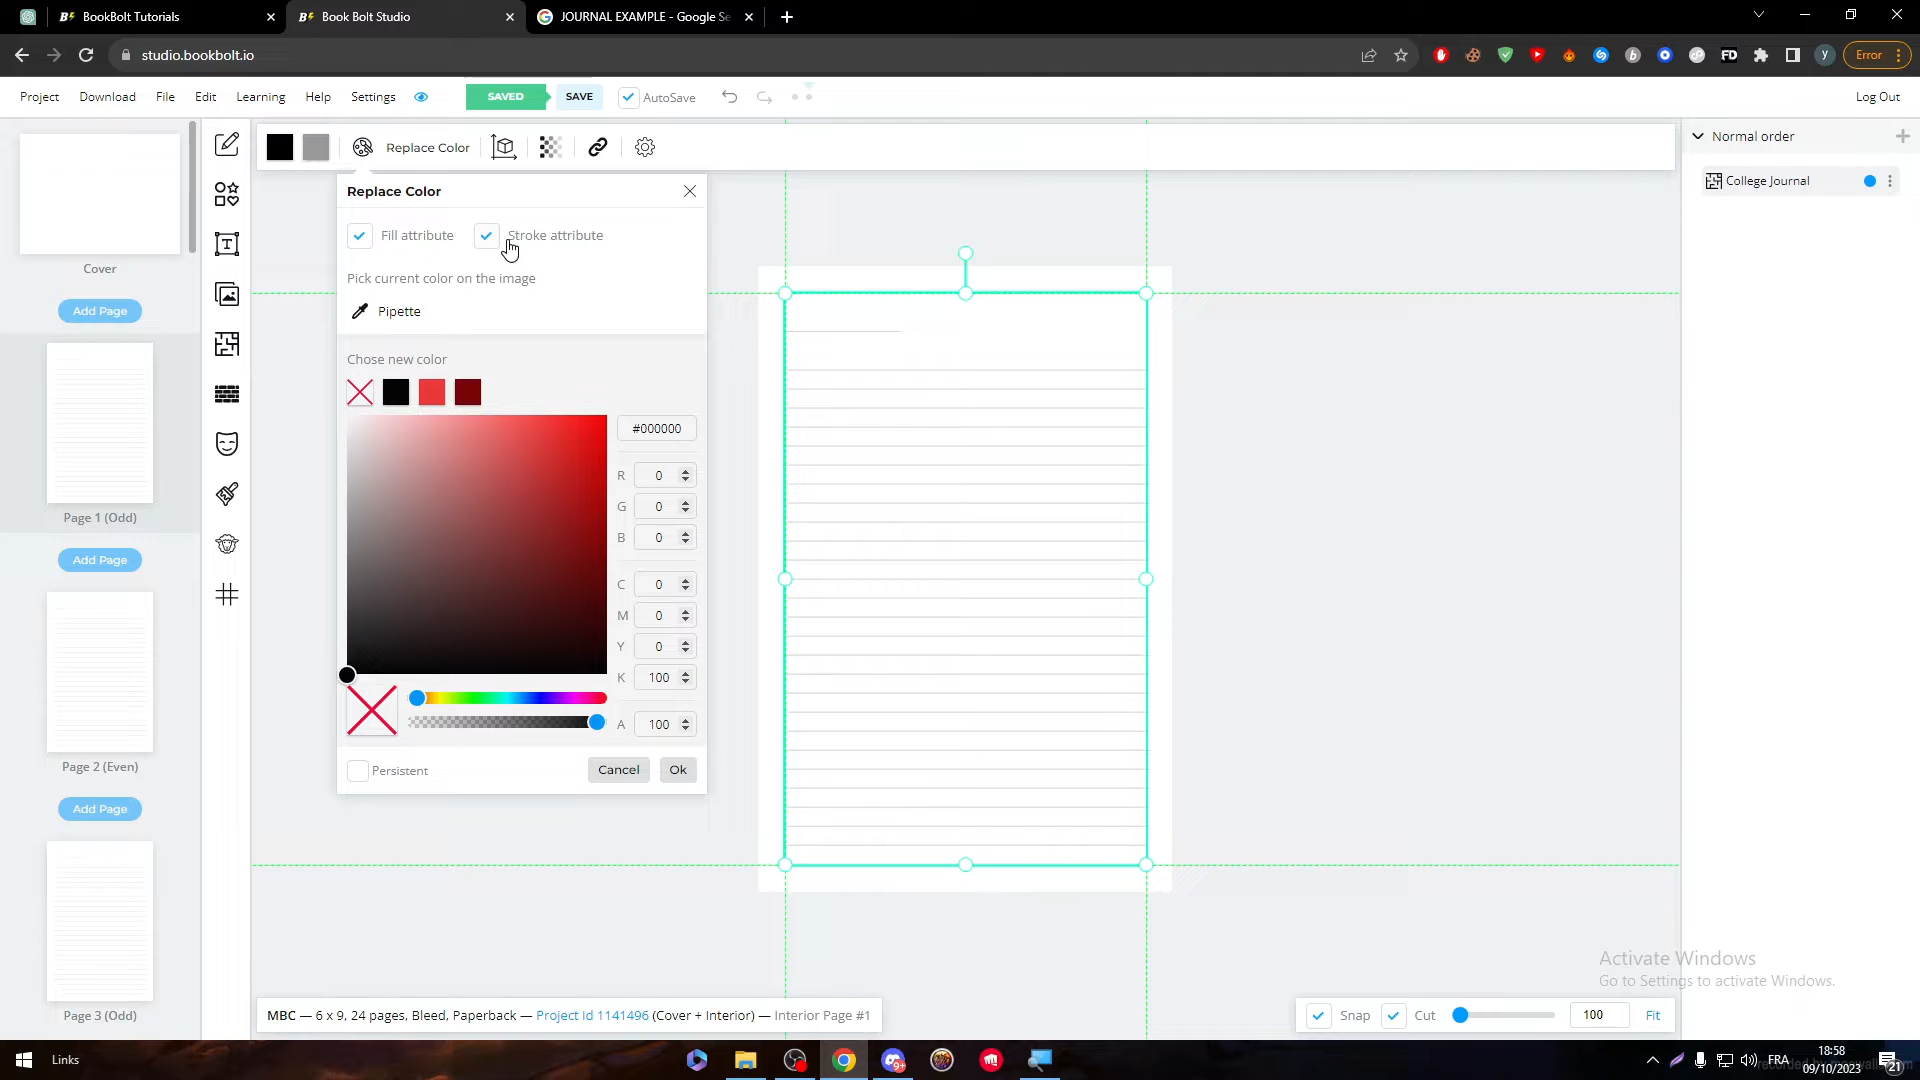 BookBolt Tutorials
Book Bolt Studio
JOURNAL EXAMPLE - Google Se
studio.bookbolt.io
FD
y
Error
Project
Download
File
Edit
Learning
Help
Settings
SAVED
SAVE
AutoSave
Log Out
Replace Color
Normal order
College Journal
Replace Color
Fill attribute
Stroke attribute
Pick current color on the image
Pipette
Chose new color
#000000
R 0
G 0
B 0
C 0
M 0
Y 0
K 100
A 100
Persistent
Cancel
Ok
Cover
Add Page
Page 1 (Odd)
Add Page
Page 2 (Even)
Add Page
Page 3 (Odd)
Activate Windows
Go to Settings to activate Windows.
MBC — 6 x 9, 24 pages, Bleed, Paperback — Project Id 1141496 (Cover + Interior) — Interior Page #1
Snap
Cut
100
Fit
Links
9+
FRA
18:58
09/10/2023
21